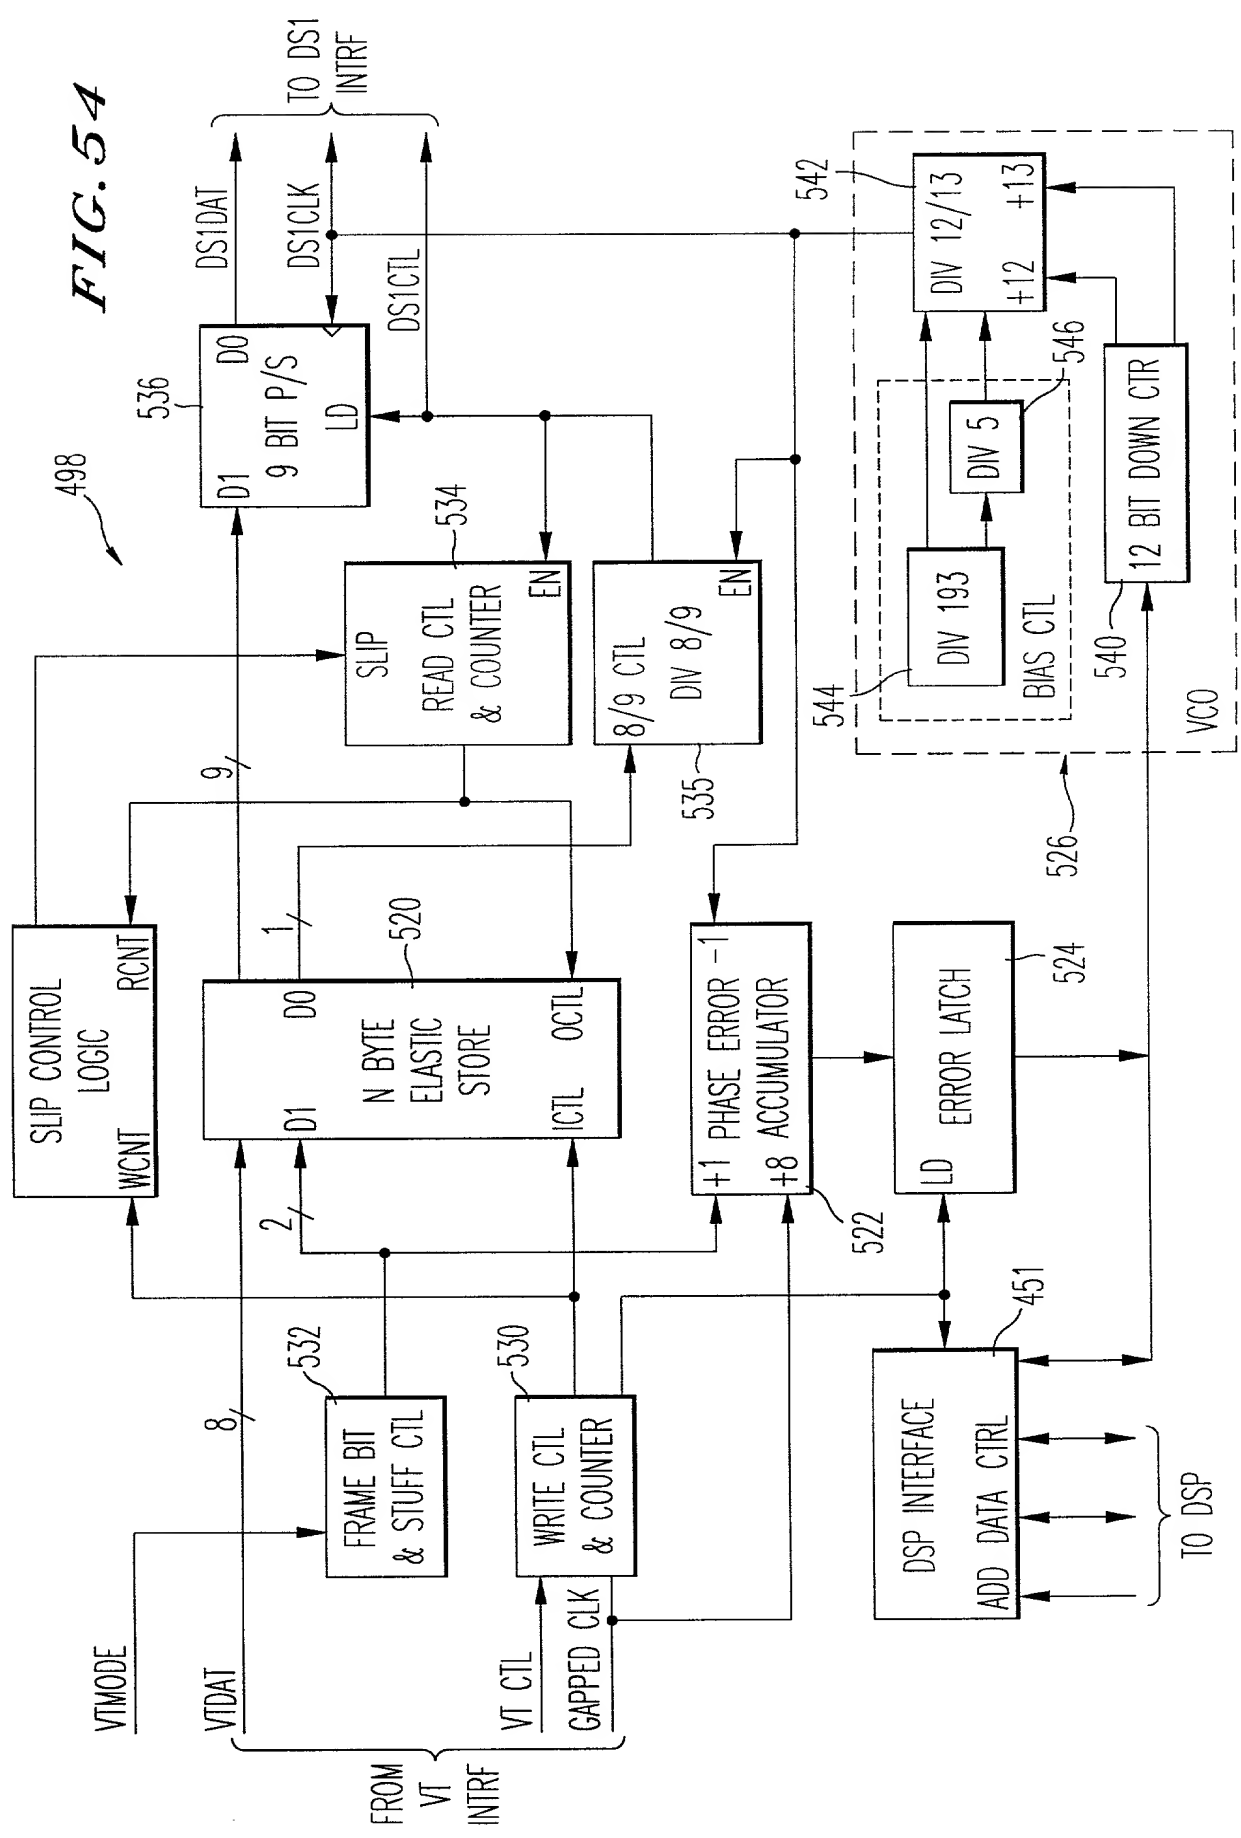 FIG. 54
498
TO DS1
INTRF
DS1DAT
DS1CLK
DS1CTL
SLIP CONTROL
LOGIC
WCNT
RCNT
536
D1
D0
9 BIT P/S
LD
534
SLIP
READ CTL
& COUNTER
EN
9
1
520
D0
D1
N BYTE
ELASTIC
STORE
ICTL
OCTL
8/9 CTL
DIV 8/9
EN
535
2
8
532
FRAME BIT
& STUFF CTL
530
WRITE CTL
& COUNTER
VTMODE
VTDAT
VT CTL
GAPPED CLK
FROM
VT
INTRF
+1 PHASE ERROR -1
+8 ACCUMULATOR
522
LD
ERROR LATCH
524
451
DSP INTERFACE
ADD DATA CTRL
TO DSP
542
DIV 12/13
+12
+13
546
DIV 5
544
DIV 193
BIAS CTL
540
12 BIT DOWN CTR
VCO
526